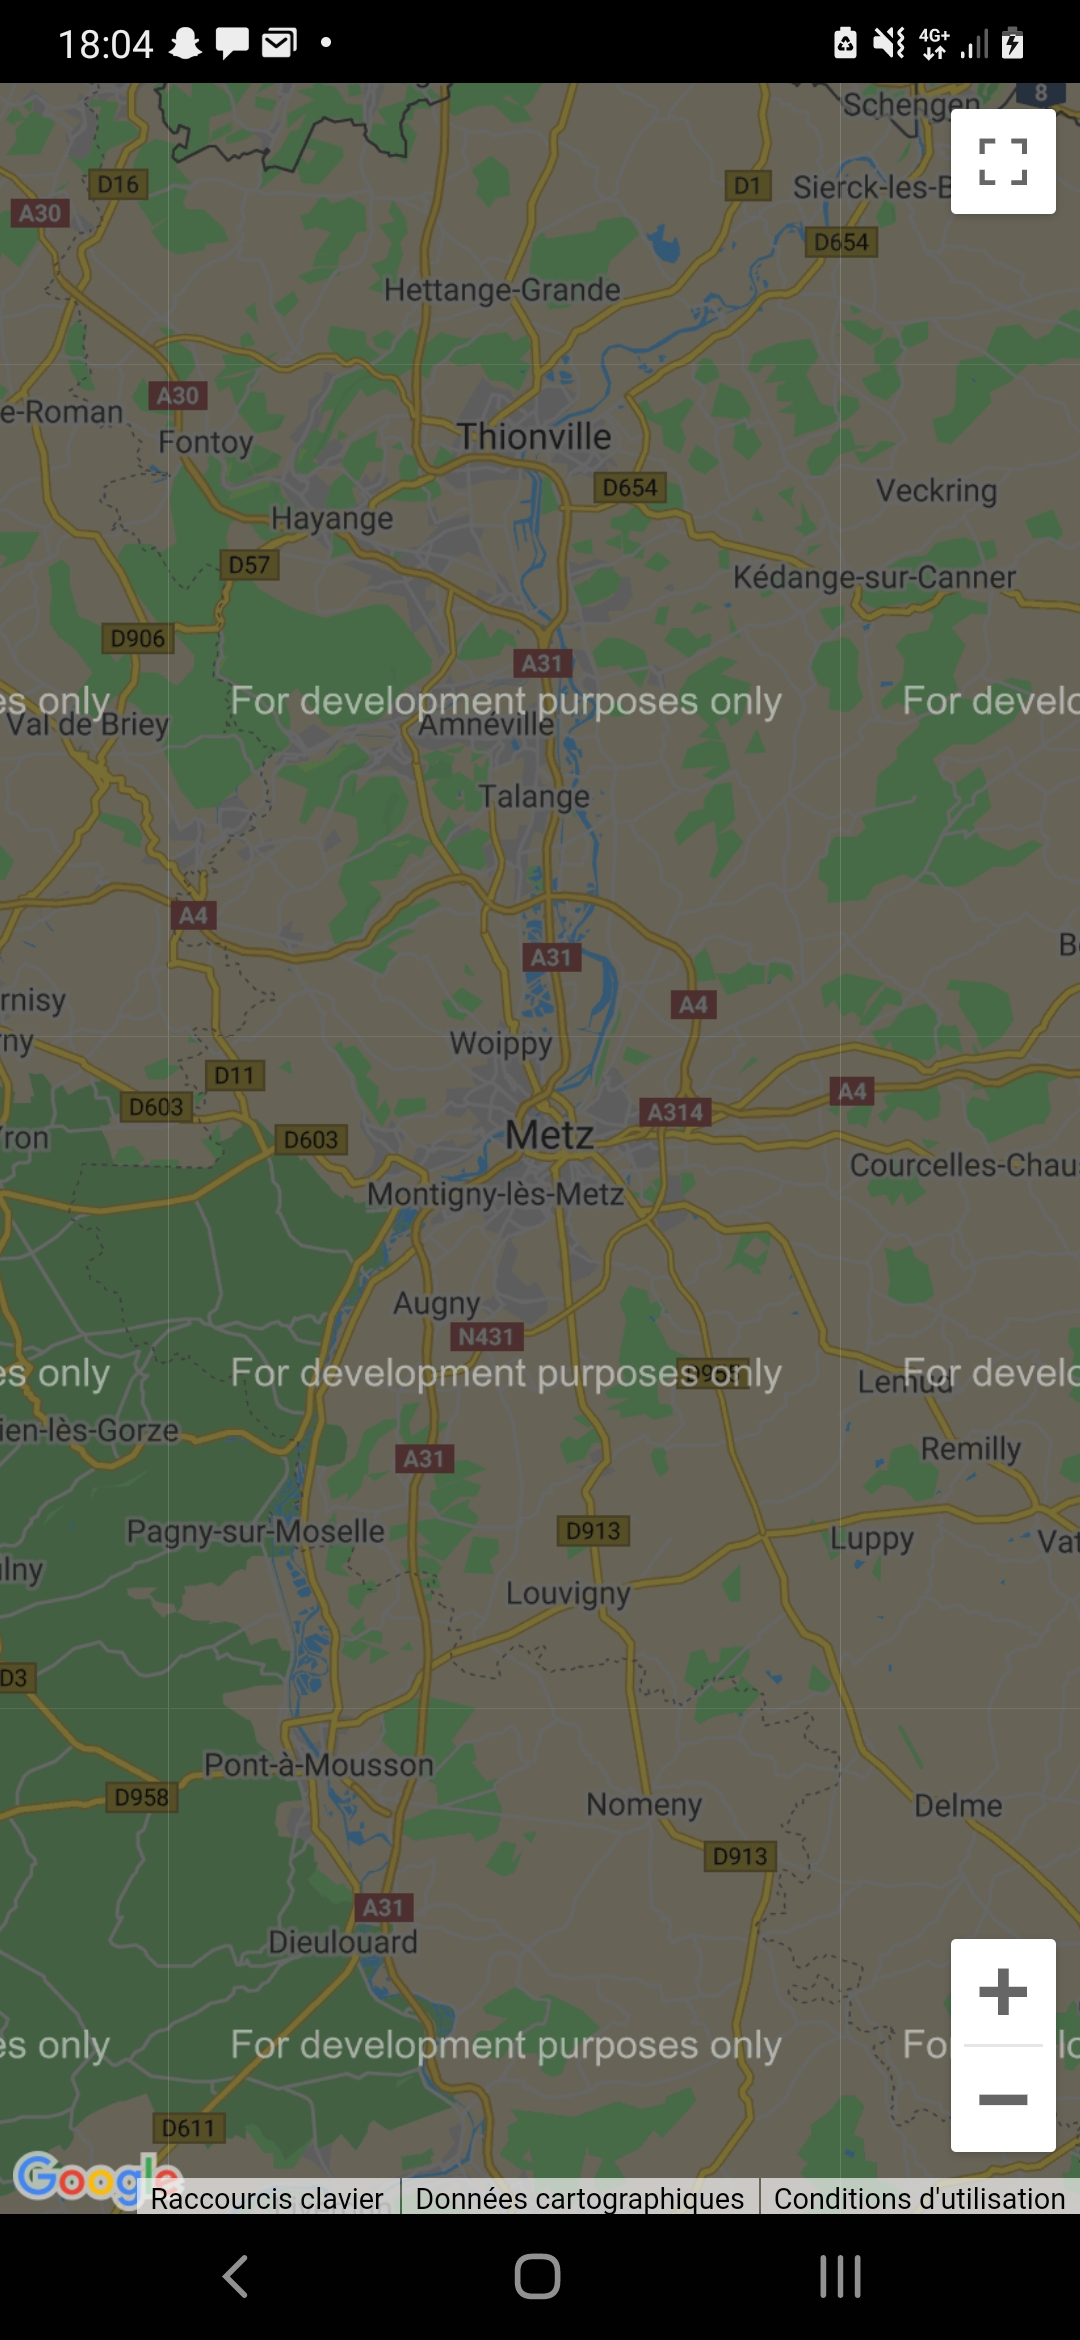 18:04
4G+
Schengen
8
D16
D1
Sierck-les-B
A30
D654
Hettange-Grande
A30
e-Roman
Fontoy
Thionville
D654
Veckring
Hayange
D57
Kédange-sur-Canner
D906
A31
es only
For development purposes only
For develo
Val de Briey
Amnéville
Talange
A4
B
A31
rnisy
A4
ny
Woippy
D11
A4
D603
A314
Metz
ron
D603
Courcelles-Chau
Montigny-lès-Metz
Augny
N431
es only
For development purposes only
For develo
Lemud
ien-lès-Gorze
Remilly
A31
Pagny-sur-Moselle
D913
Luppy
Vat
lny
Louvigny
D3
Pont-à-Mousson
D958
Nomeny
Delme
D913
A31
Dieulouard
es only
For development purposes only
Fo
lo
D611
Google
Raccourcis clavier
Données cartographiques
Conditions d'utilisation